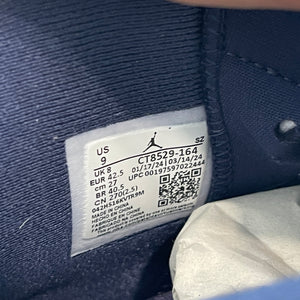 US
9
UK 8
EUR 42.5
cm 27
BR 40.5
CN 270(2.5)
042HS16KVTR9M
MADE IN CHINA
SZ
CT8529-164
01/17/24 03/14/24
UPC 00197597022444